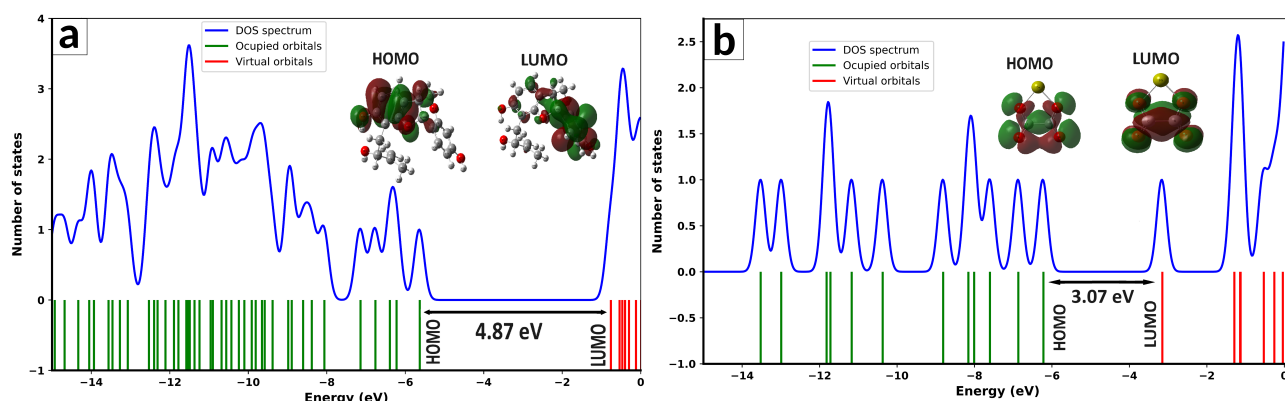 a
DOS spectrum
Ocupied orbitals
Virtual orbitals
HOMO
LUMO
Number of states
4
3
2
1
0
−1
4.87 eV
HOMO
LUMO
−14
−12
−10
−8
−6
−4
−2
0
Energy (eV)
b
DOS spectrum
Ocupied orbitals
Virtual orbitals
HOMO
LUMO
Number of states
2.5
2.0
1.5
1.0
0.5
0.0
−0.5
−1.0
3.07 eV
HOMO
LUMO
−14
−12
−10
−8
−6
−4
−2
0
Energy (eV)